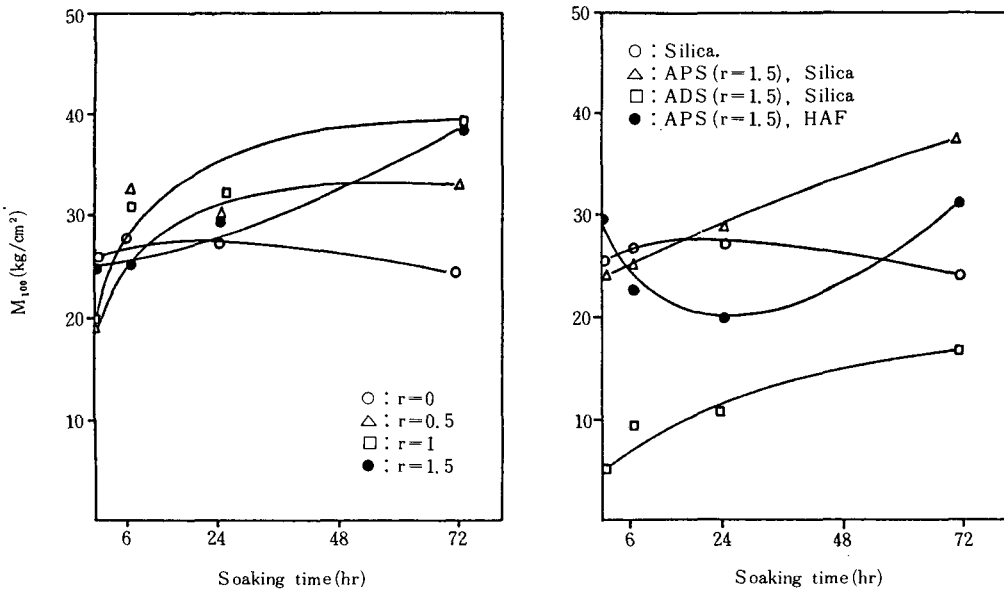 50
40
30
20
10
M₁₀₀(kg/cm²)
○ : r=0
△ : r=0.5
□ : r=1
● : r=1.5
6 24 48 72
Soaking time(hr)
50
40
30
20
10
○ : Silica.
△ : APS(r=1.5), Silica
□ : ADS(r=1.5), Silica
● : APS(r=1.5), HAF
6 24 48 72
Soaking time(hr)